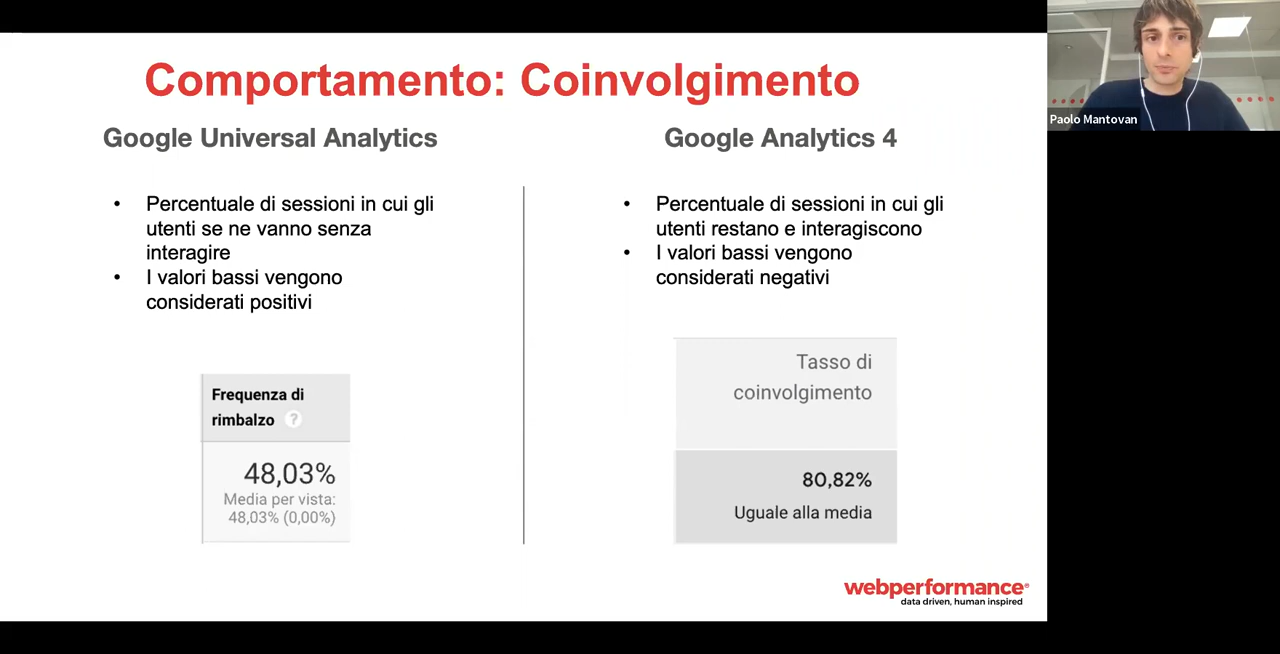 Comportamento: Coinvolgimento
Google Universal Analytics
• Percentuale di sessioni in cui gli
utenti se ne vanno senza
interagire
• I valori bassi vengono
considerati positivi
Frequenza di
rimbalzo ?
48,03%
Media per vista:
48,03% (0,00%)
Google Analytics 4
• Percentuale di sessioni in cui gli
utenti restano e interagiscono
• I valori bassi vengono
considerati negativi
Tasso di
coinvolgimento
80,82%
Uguale alla media
webperformance®
data driven, human inspired
Paolo Mantovan